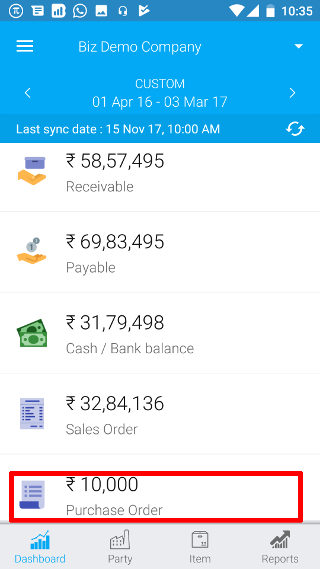 10:35
Biz Demo Company
CUSTOM
01 Apr 16 - 03 Mar 17
Last sync date : 15 Nov 17, 10:00 AM
₹ 58,57,495
Receivable
₹ 69,83,495
Payable
₹ 31,79,498
Cash / Bank balance
₹ 32,84,136
Sales Order
₹ 10,000
Purchase Order
Dashboard Party Item Reports